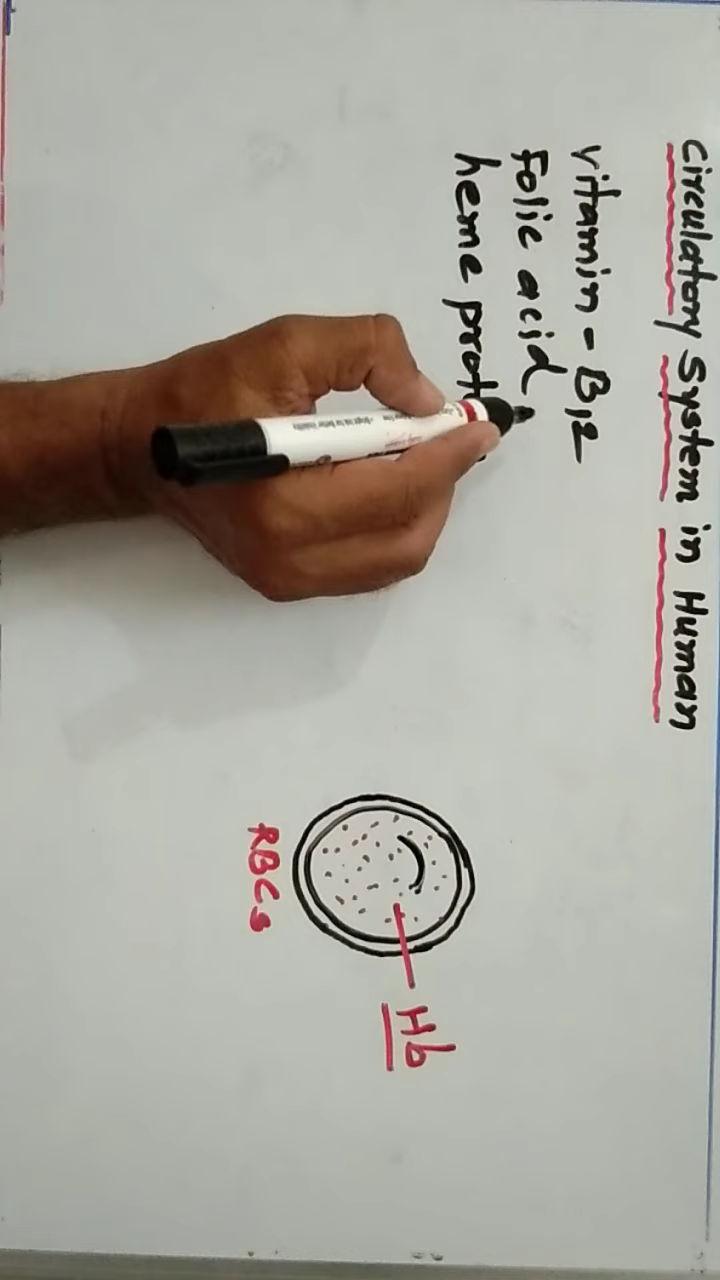 Circulatory System in Human
Vitamin - B12
Folic acid
heme prot
Hb
RBCs